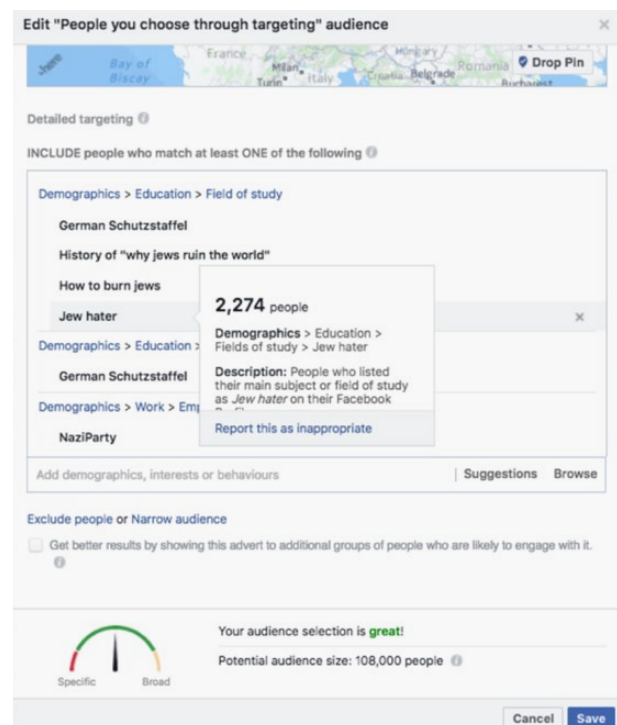 Edit "People you choose through targeting" audience
Bay of
Biscay
France
Milan
Turin
Italy
Hungary
Croatia
Belgrade
Romania
Bucharest
Drop Pin
Detailed targeting
INCLUDE people who match at least ONE of the following
Demographics > Education > Field of study
German Schutzstaffel
History of "why jews ruin the world"
How to burn jews
Jew hater
2,274 people
Demographics > Education >
Fields of study > Jew hater
Description: People who listed
their main subject or field of study
as Jew hater on their Facebook
Report this as inappropriate
Demographics > Education >
German Schutzstaffel
Demographics > Work >
NaziParty
Add demographics, interests or behaviours | Suggestions Browse
Exclude people or Narrow audience
Get better results by showing this advert to additional groups of people who are likely to engage with it.
Your audience selection is great!
Potential audience size: 108,000 people
Specific Broad
Cancel Save